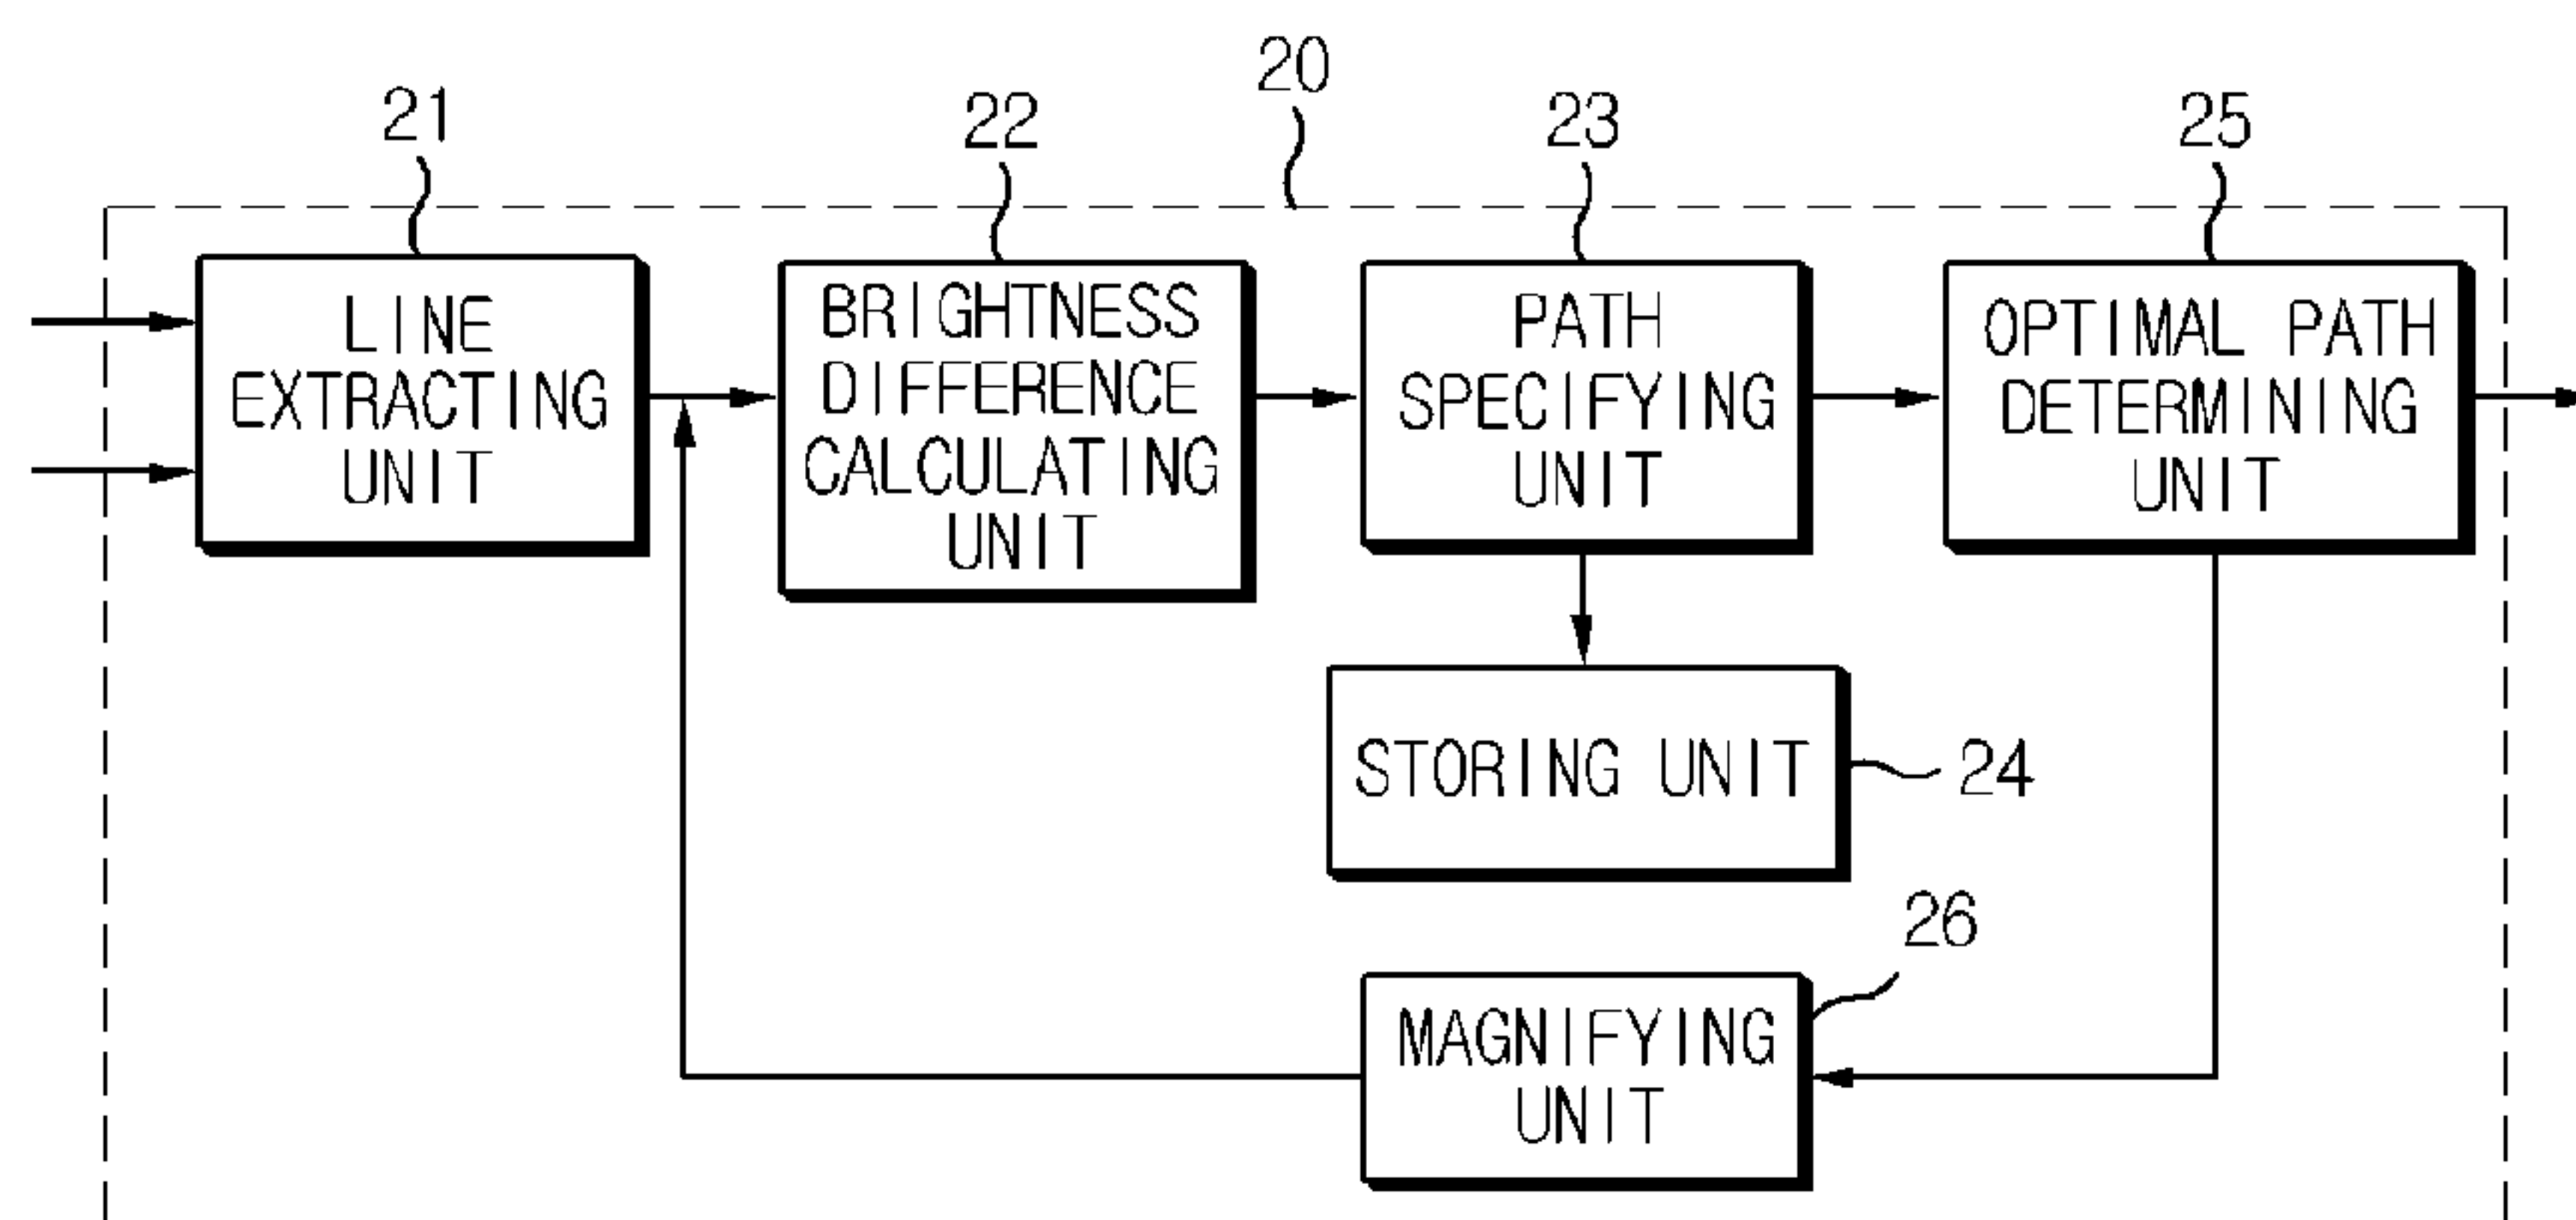 20
21
22
23
25
LINE
EXTRACTING
UNIT
BRIGHTNESS
DIFFERENCE
CALCULATING
UNIT
PATH
SPECIFYING
UNIT
OPTIMAL PATH
DETERMINING
UNIT
STORING UNIT
24
26
MAGNIFYING
UNIT